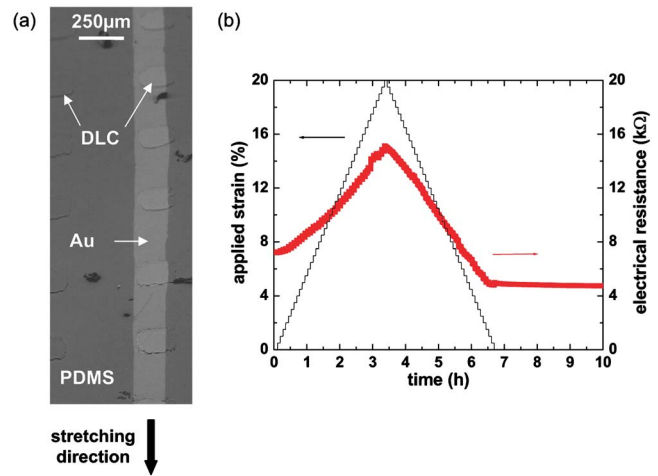 (a)
250µm
DLC
Au
PDMS
stretching
direction
(b)
applied strain (%)
20
16
12
8
4
0
0 1 2 3 4 5 6 7 8 9 10
time (h)
20
16
12
8
4
0
electrical resistance (kΩ)